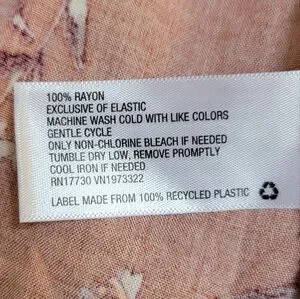 100% RAYON
EXCLUSIVE OF ELASTIC
MACHINE WASH COLD WITH LIKE COLORS
GENTLE CYCLE
ONLY NON-CHLORINE BLEACH IF NEEDED
TUMBLE DRY LOW, REMOVE PROMPTLY
COOL IRON IF NEEDED
RN17730 VN1973322
LABEL MADE FROM 100% RECYCLED PLASTIC